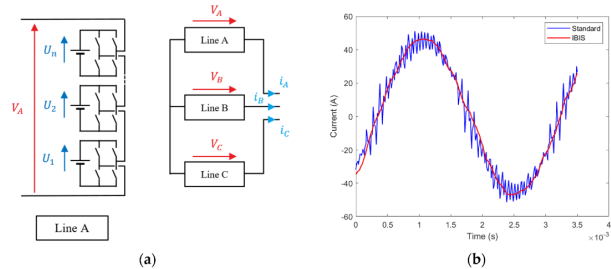 V_A
U_n
U_2
U_1
Line A
V_A
Line A
V_B
Line B
V_C
Line C
i_A
i_B
i_C
(a)
Standard
IBIS
Current (A)
60
40
20
0
-20
-40
-60
0
0.5
1
1.5
2
2.5
3
3.5
4
Time (s)
×10^-3
(b)